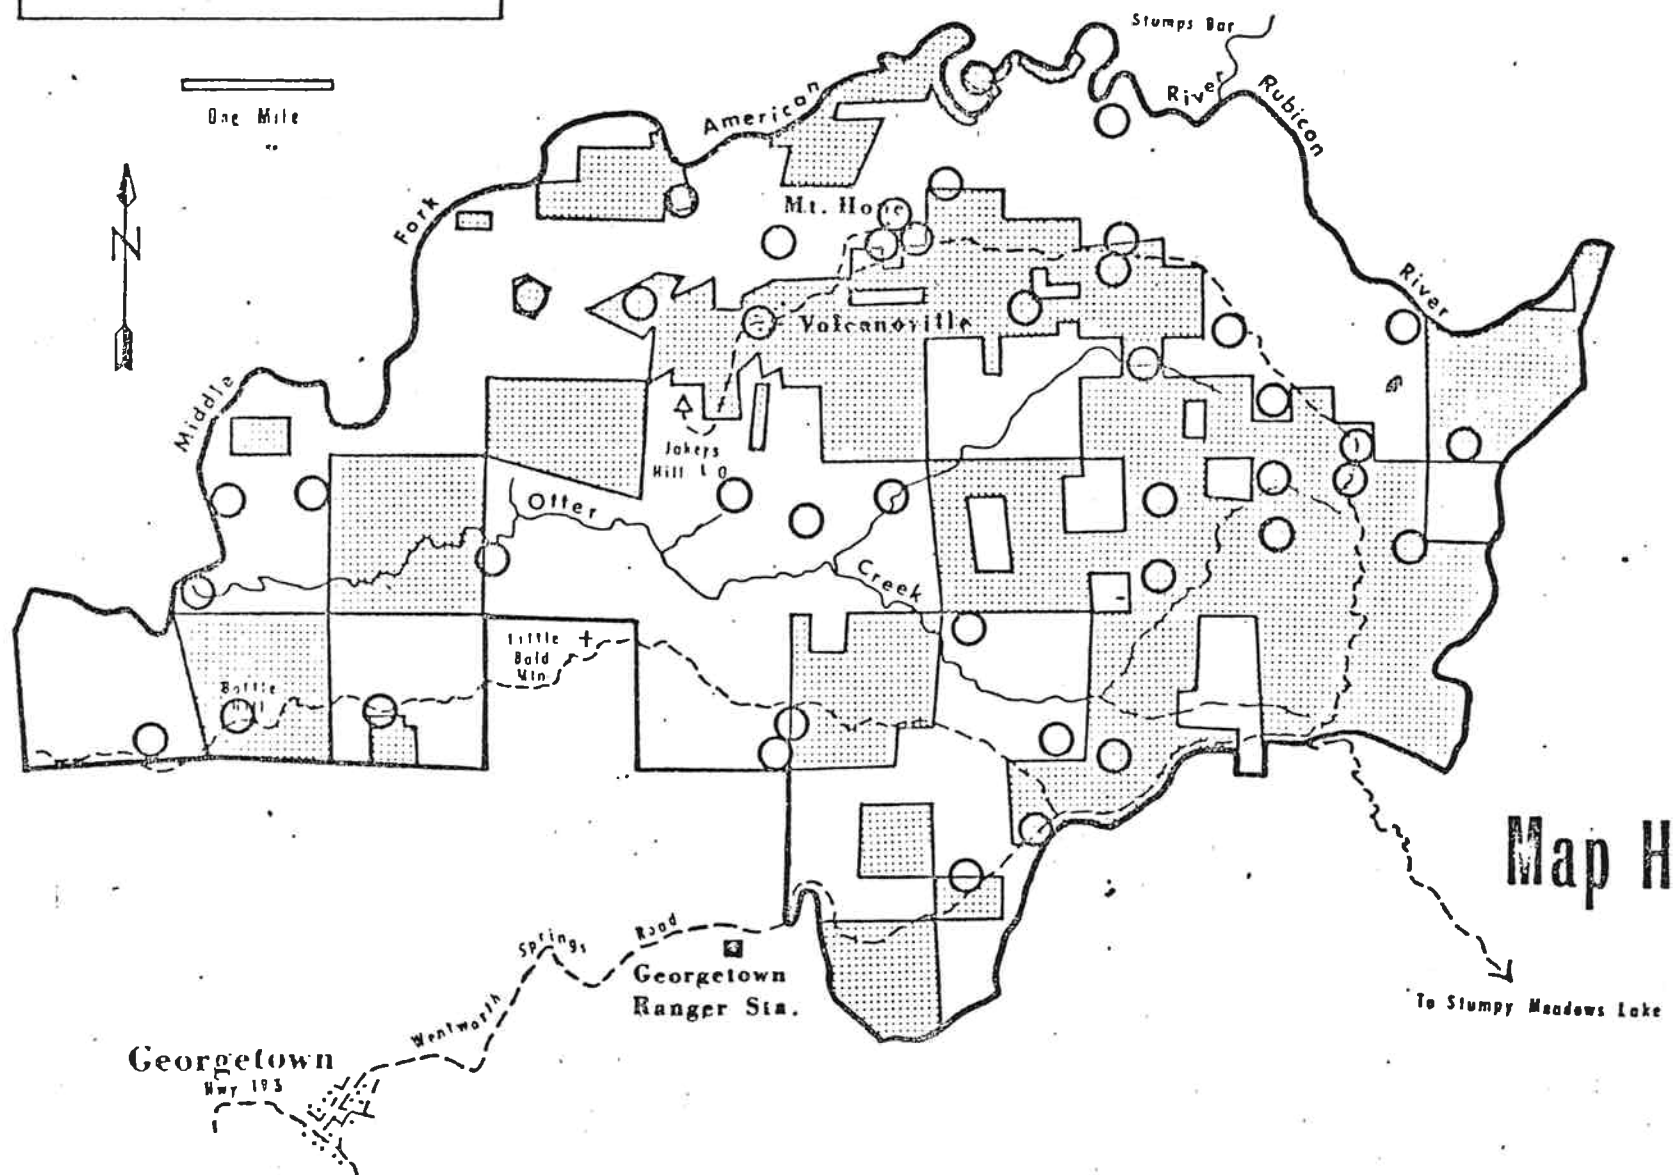 Stumps Bar
One Mile
American
River
Rubicon
River
N
Fork
Mt. Hope
Volcanoville
Middle
Jakeys
Hill L O
Otter
Creek
Little
Bald
Mtn
Bottle
Hill
Map H
Springs
Road
Georgetown
Ranger Sta.
Wentworth
To Stumpy Meadows Lake
Georgetown
Hwy 193